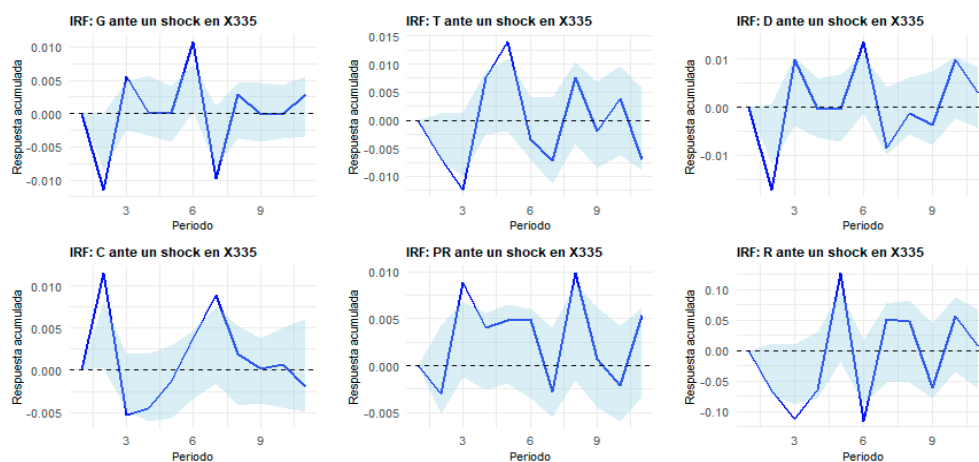 IRF: G ante un shock en X335
Respuesta acumulada
0.010
0.005
0.000
-0.005
-0.010
3
6
9
Periodo
IRF: T ante un shock en X335
Respuesta acumulada
0.015
0.010
0.005
0.000
-0.005
-0.010
3
6
9
Periodo
IRF: D ante un shock en X335
Respuesta acumulada
0.01
0.00
-0.01
3
6
9
Periodo
IRF: C ante un shock en X335
Respuesta acumulada
0.010
0.005
0.000
-0.005
3
6
9
Periodo
IRF: PR ante un shock en X335
Respuesta acumulada
0.010
0.005
0.000
-0.005
3
6
9
Periodo
IRF: R ante un shock en X335
Respuesta acumulada
0.10
0.05
0.00
-0.05
-0.10
3
6
9
Periodo